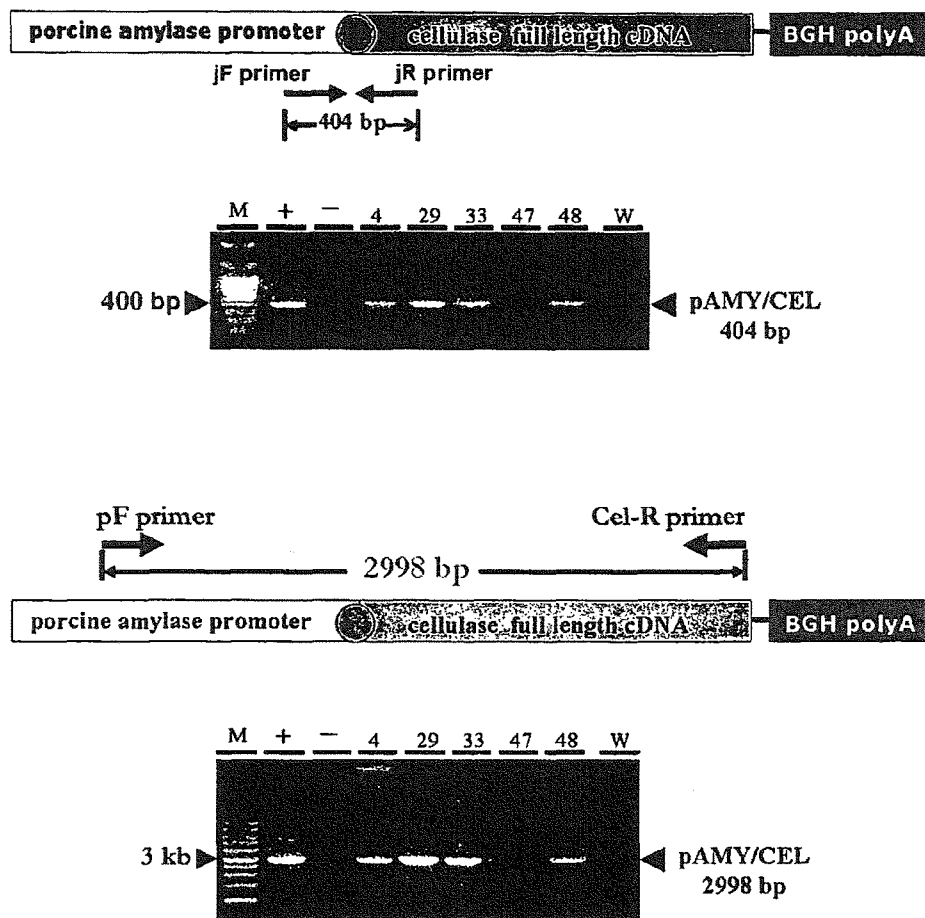 porcine amylase promoter cellulase full length cDNA BGH polyA
jF primer jR primer
404 bp
M + − 4 29 33 47 48 W
400 bp pAMY/CEL
404 bp
pF primer Cel-R primer
2998 bp
porcine amylase promoter cellulase full length cDNA BGH polyA
M + − 4 29 33 47 48 W
3 kb pAMY/CEL
2998 bp